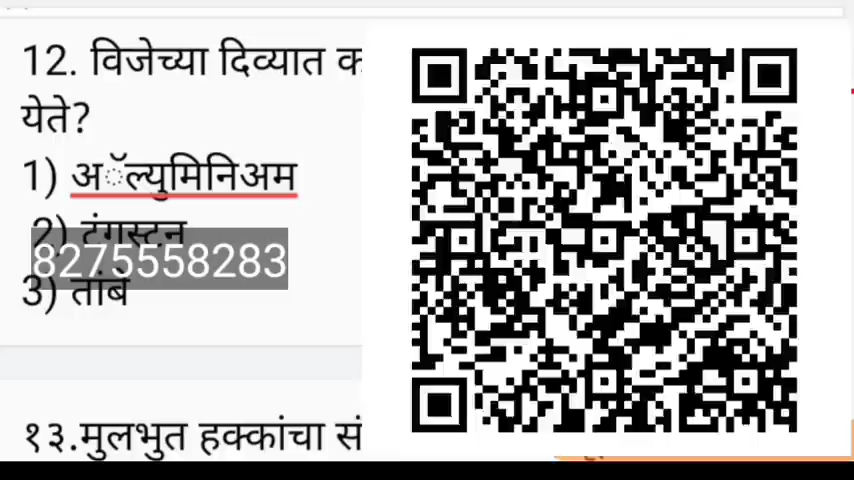 12. विजेच्या दिव्यात
येते?
1) अॅल्युमिनिअम
2) टंगस्टन
8275558283
3) तांबे
१३.मुलभुत हक्कांचा